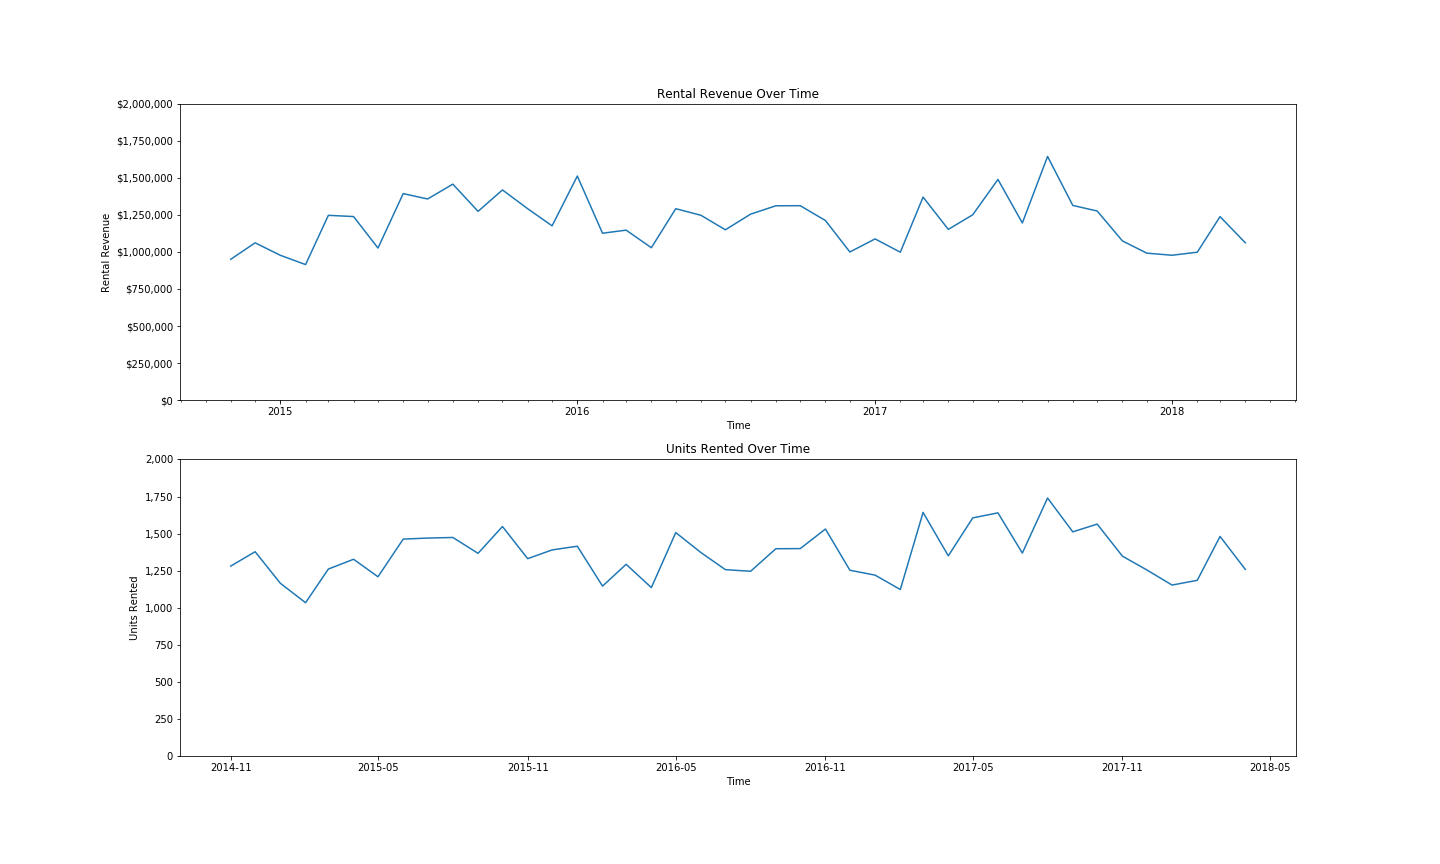 Rental Revenue Over Time
$2,000,000
$1,750,000
$1,500,000
$1,250,000
$1,000,000
$750,000
$500,000
$250,000
$0
Rental Revenue
2015 2016 2017 2018
Time
Units Rented Over Time
2,000
1,750
1,500
1,250
1,000
750
500
250
0
Units Rented
2014-11 2015-05 2015-11 2016-05 2016-11 2017-05 2017-11 2018-05
Time